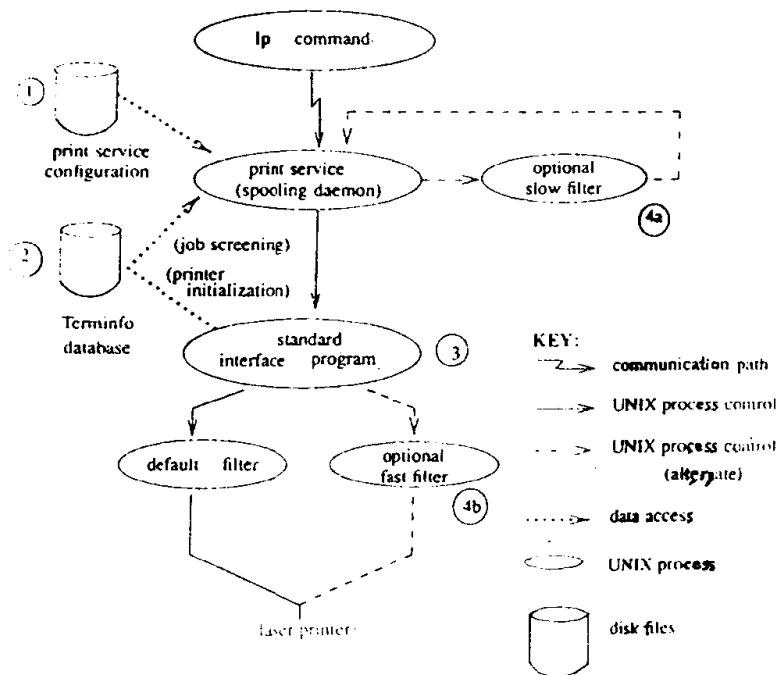 lp command
1
print service
configuration
print service
(spooling daemon)
optional
slow filter
4a
2
(job screening)
(printer
initialization)
Terminfo
database
standard
interface program
3
KEY:
communication path
UNIX process control
default filter
optional
fast filter
4b
UNIX process control
(alternate)
data access
UNIX process
laser printer
disk files